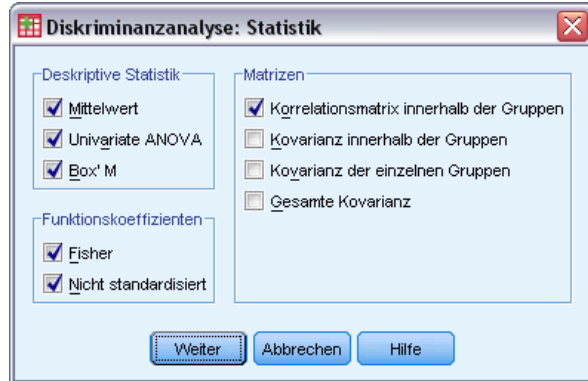 Diskriminanzanalyse: Statistik
Deskriptive Statistik
Mittelwert
Univariate ANOVA
Box' M
Funktionskoeffizienten
Fisher
Nicht standardisiert
Matrizen
Korrelationsmatrix innerhalb der Gruppen
Kovarianz innerhalb der Gruppen
Kovarianz der einzelnen Gruppen
Gesamte Kovarianz
Weiter
Abbrechen
Hilfe